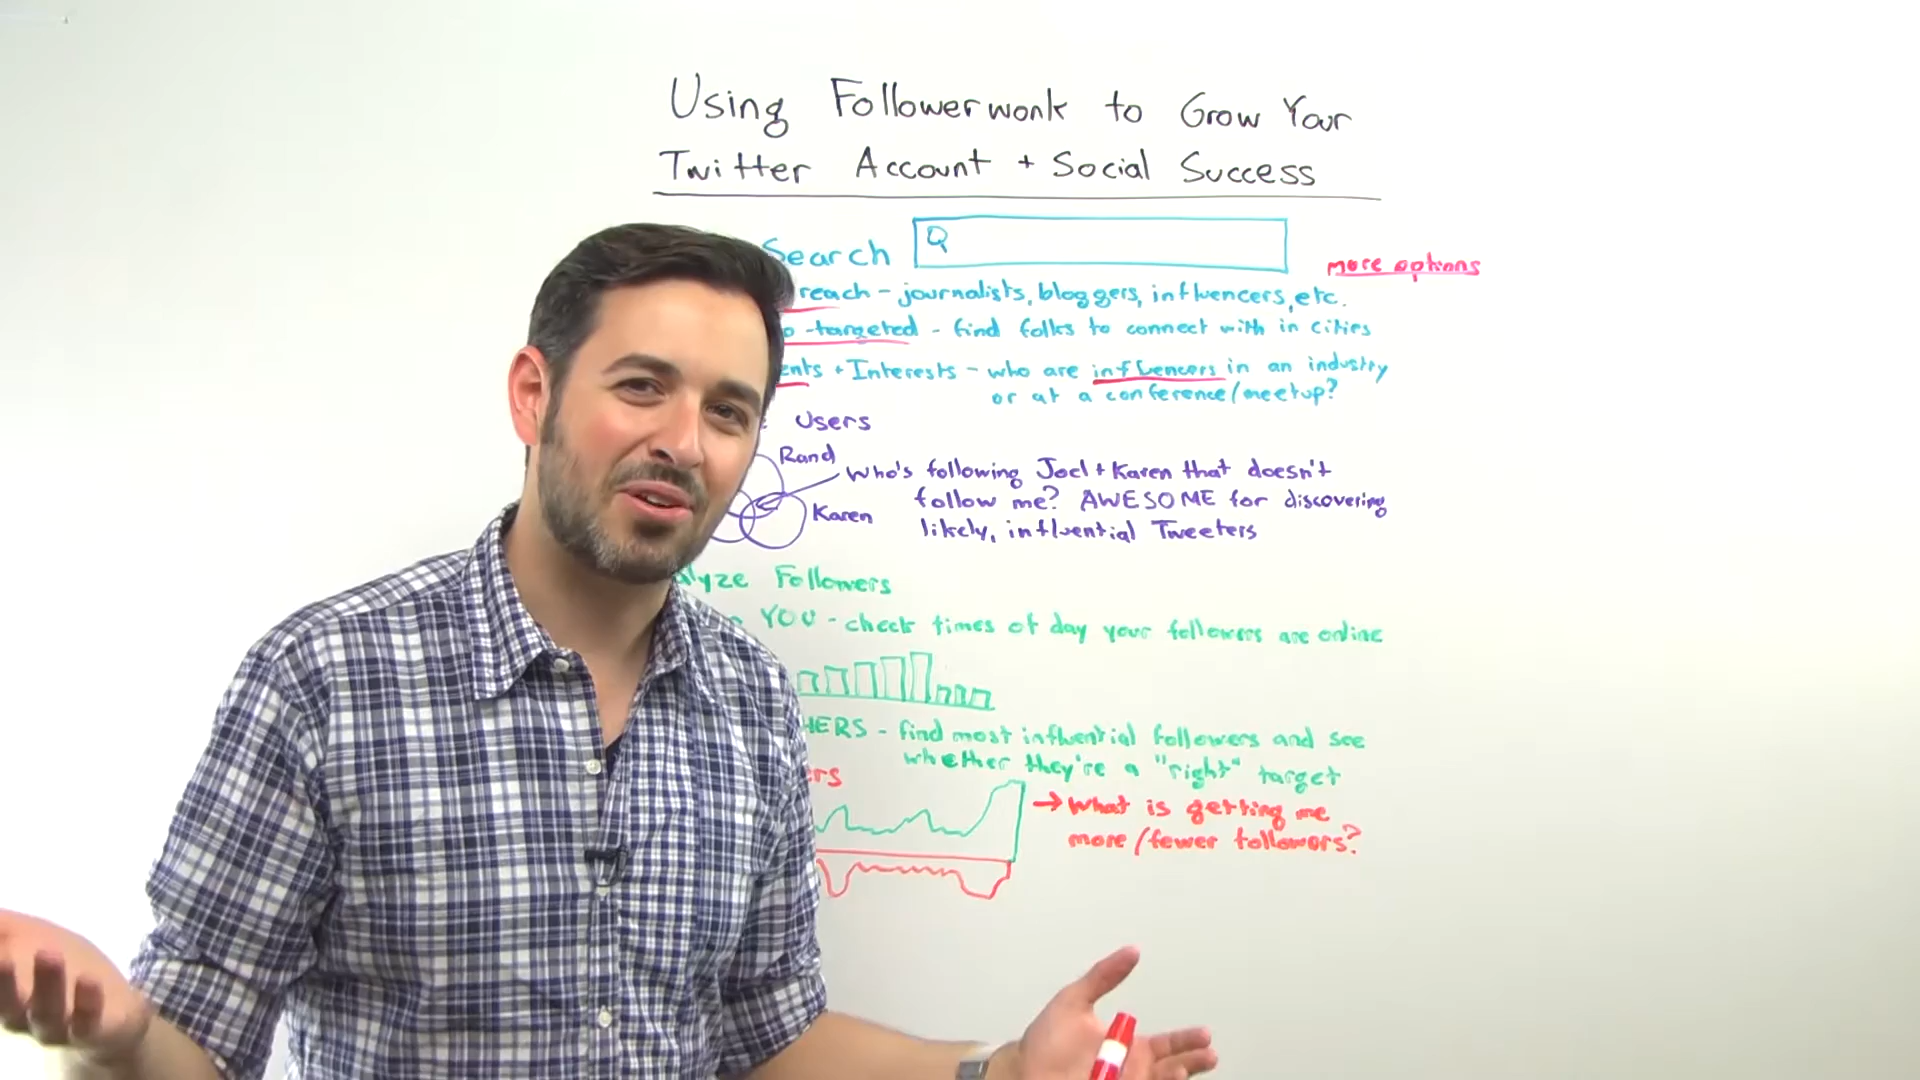 Using Followerwonk to Grow Your
Twitter Account + Social Success
Search
more options
reach - journalists, bloggers, influencers, etc.
-targeted - find folks to connect with in cities
+ Interests - who are influencers in an industry
or at a conference/meetup?
Users
Rand
Who's following Joel + Karen that doesn't
follow me? AWESOME for discovering
Karen
likely, influential Tweeters
lyze Followers
YOU - check times of day your followers are online
HERS - find most influential followers and see
whether they're a "right" target
ers
→ What is getting me
more/fewer followers?